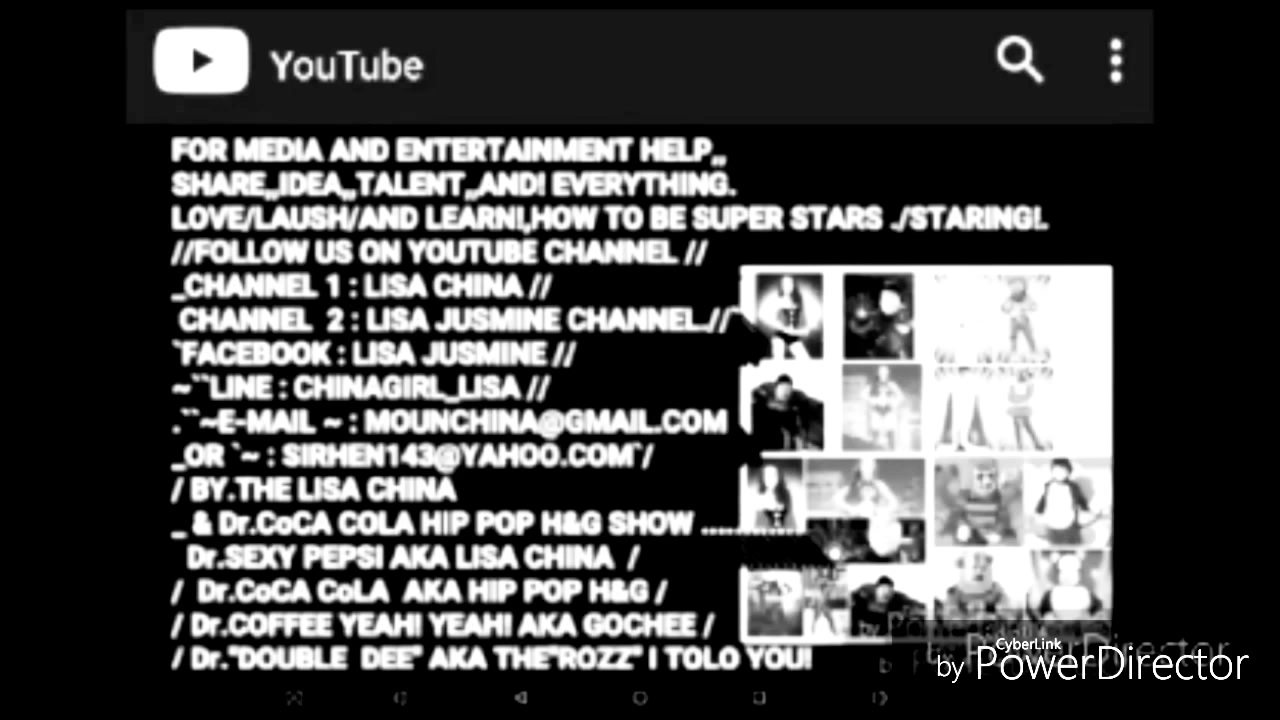 YouTube
FOR MEDIA AND ENTERTAINMENT HELP,,
SHARE,,IDEA,,TALENT,,AND! EVERYTHING.
LOVE/LAUSH/AND LEARN!,HOW TO BE SUPER STARS ./STARING!.
//FOLLOW US ON YOUTUBE CHANNEL //
_CHANNEL 1 : LISA CHINA //
CHANNEL 2 : LISA JUSMINE CHANNEL.//`
`FACEBOOK : LISA JUSMINE //
~``LINE : CHINAGIRL_LISA //
.``~E-MAIL ~ : MOUNCHINA@GMAIL.COM
_OR `~ : SIRHEN143@YAHOO.COM`/
/ BY.THE LISA CHINA
_ & Dr.CoCA COLA HIP POP H&G SHOW ............
Dr.SEXY PEPSI AKA LISA CHINA /
/ Dr.CoCA CoLA AKA HIP POP H&G /
/ Dr.COFFEE YEAH! YEAH! AKA GOCHEE /
/ Dr."DOUBLE DEE" AKA THE"ROZZ" I TOLO YOU!
CyberLink
by PowerDirector